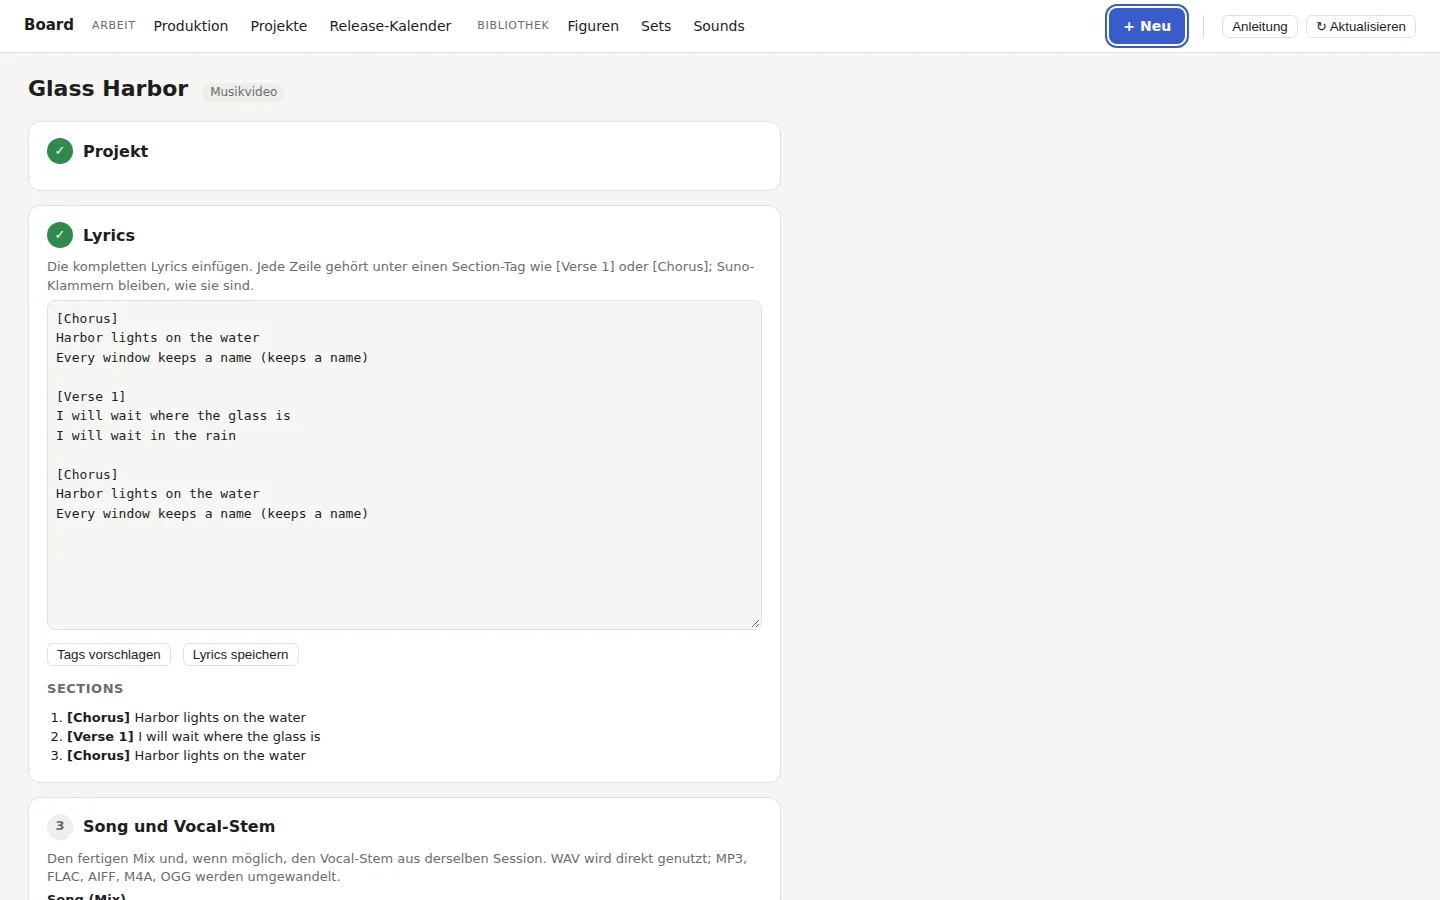 Board ARBEIT Produktion Projekte Release-Kalender BIBLIOTHEK Figuren Sets Sounds + Neu Anleitung ↻ Aktualisieren
Glass Harbor Musikvideo
✓ Projekt
✓ Lyrics
Die kompletten Lyrics einfügen. Jede Zeile gehört unter einen Section-Tag wie [Verse 1] oder [Chorus]; Suno-
Klammern bleiben, wie sie sind.
[Chorus]
Harbor lights on the water
Every window keeps a name (keeps a name)
[Verse 1]
I will wait where the glass is
I will wait in the rain
[Chorus]
Harbor lights on the water
Every window keeps a name (keeps a name)
Tags vorschlagen Lyrics speichern
SECTIONS
1. [Chorus] Harbor lights on the water
2. [Verse 1] I will wait where the glass is
3. [Chorus] Harbor lights on the water
3 Song und Vocal-Stem
Den fertigen Mix und, wenn möglich, den Vocal-Stem aus derselben Session. WAV wird direkt genutzt; MP3,
FLAC, AIFF, M4A, OGG werden umgewandelt.
Song (Mix)